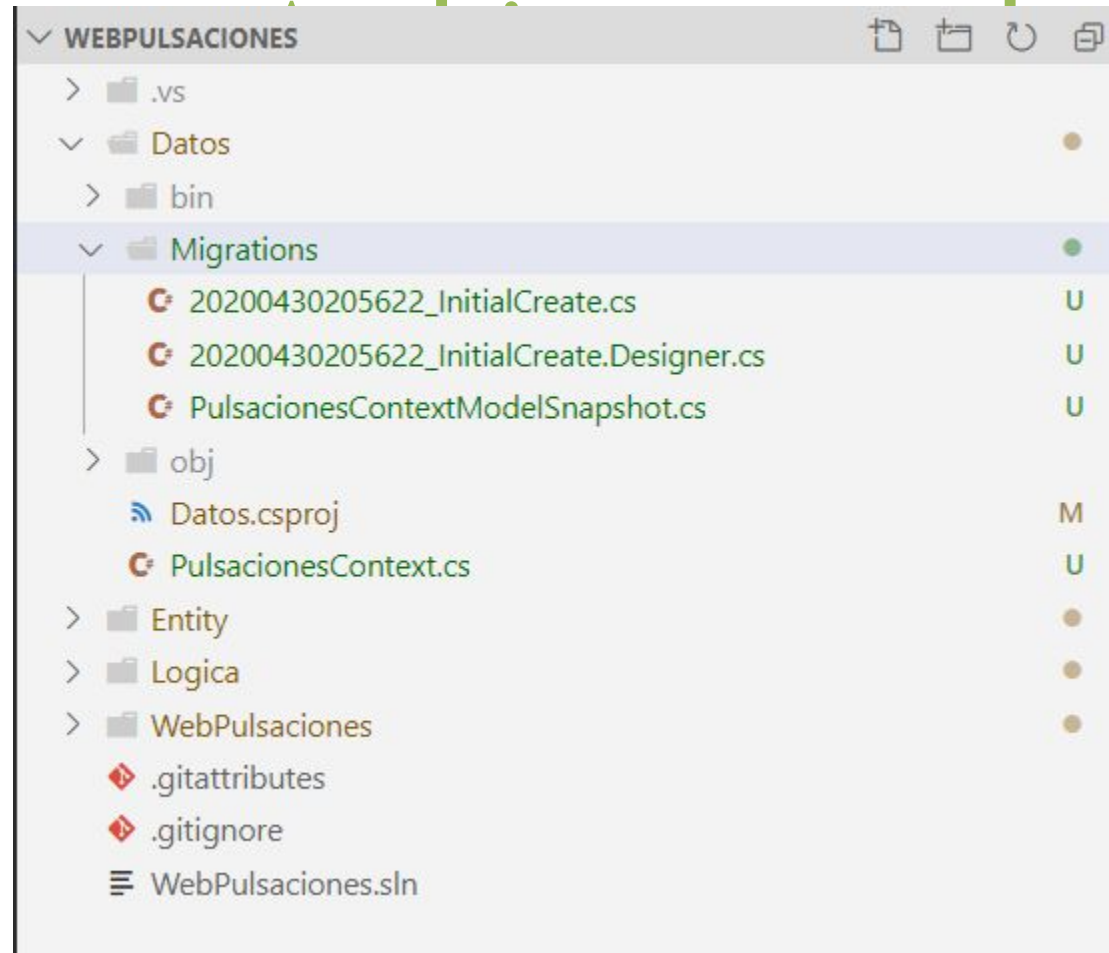 WEBPULSACIONES
.vs
Datos
bin
Migrations
20200430205622_InitialCreate.cs U
20200430205622_InitialCreate.Designer.cs U
PulsacionesContextModelSnapshot.cs U
obj
Datos.csproj M
PulsacionesContext.cs U
Entity
Logica
WebPulsaciones
.gitattributes
.gitignore
WebPulsaciones.sln